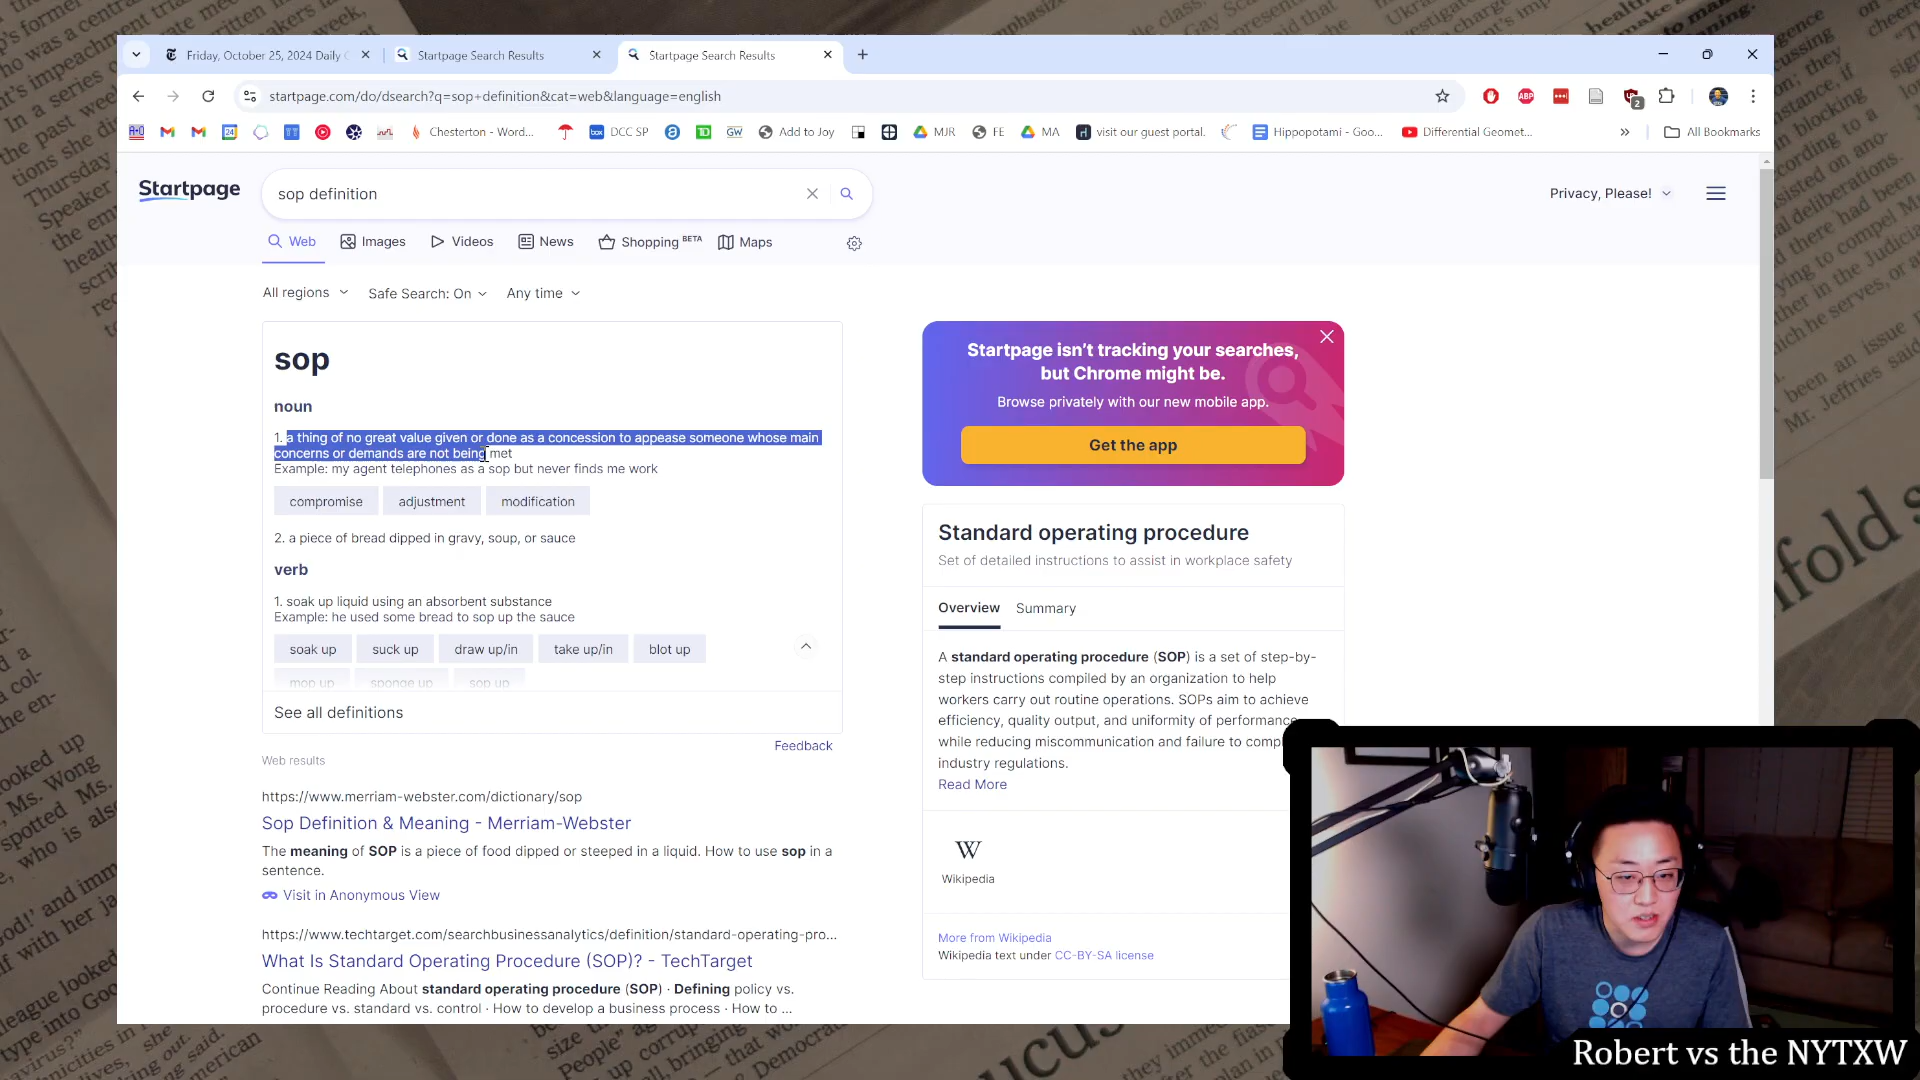 Friday, October 25, 2024 Daily
Startpage Search Results
Startpage Search Results
startpage.com/do/dsearch?q=sop+definition&cat=web&language=english
ABP
2
A·O
24
Chesterton - Word...
box DCC SP
TD
GW
Add to Joy
MJR
FE
MA
visit our guest portal.
Hippopotami - Goo...
Differential Geomet...
All Bookmarks
Startpage
sop definition
Privacy, Please!
Web
Images
Videos
News
Shopping BETA
Maps
All regions
Safe Search: On
Any time
sop
noun
1. a thing of no great value given or done as a concession to appease someone whose main
concerns or demands are not being met
Example: my agent telephones as a sop but never finds me work
compromise
adjustment
modification
2. a piece of bread dipped in gravy, soup, or sauce
verb
1. soak up liquid using an absorbent substance
Example: he used some bread to sop up the sauce
soak up
suck up
draw up/in
take up/in
blot up
mop up
sponge up
sop up
See all definitions
Feedback
Web results
https://www.merriam-webster.com/dictionary/sop
Sop Definition & Meaning - Merriam-Webster
The meaning of SOP is a piece of food dipped or steeped in a liquid. How to use sop in a
sentence.
Visit in Anonymous View
https://www.techtarget.com/searchbusinessanalytics/definition/standard-operating-pro...
What Is Standard Operating Procedure (SOP)? - TechTarget
Continue Reading About standard operating procedure (SOP) · Defining policy vs.
procedure vs. standard vs. control · How to develop a business process · How to ...
Startpage isn't tracking your searches,
but Chrome might be.
Browse privately with our new mobile app.
Get the app
Standard operating procedure
Set of detailed instructions to assist in workplace safety
Overview
Summary
A standard operating procedure (SOP) is a set of step-by-
step instructions compiled by an organization to help
workers carry out routine operations. SOPs aim to achieve
efficiency, quality output, and uniformity of performance
while reducing miscommunication and failure to comp
industry regulations.
Read More
W
Wikipedia
More from Wikipedia
Wikipedia text under CC-BY-SA license
Robert vs the NYTXW